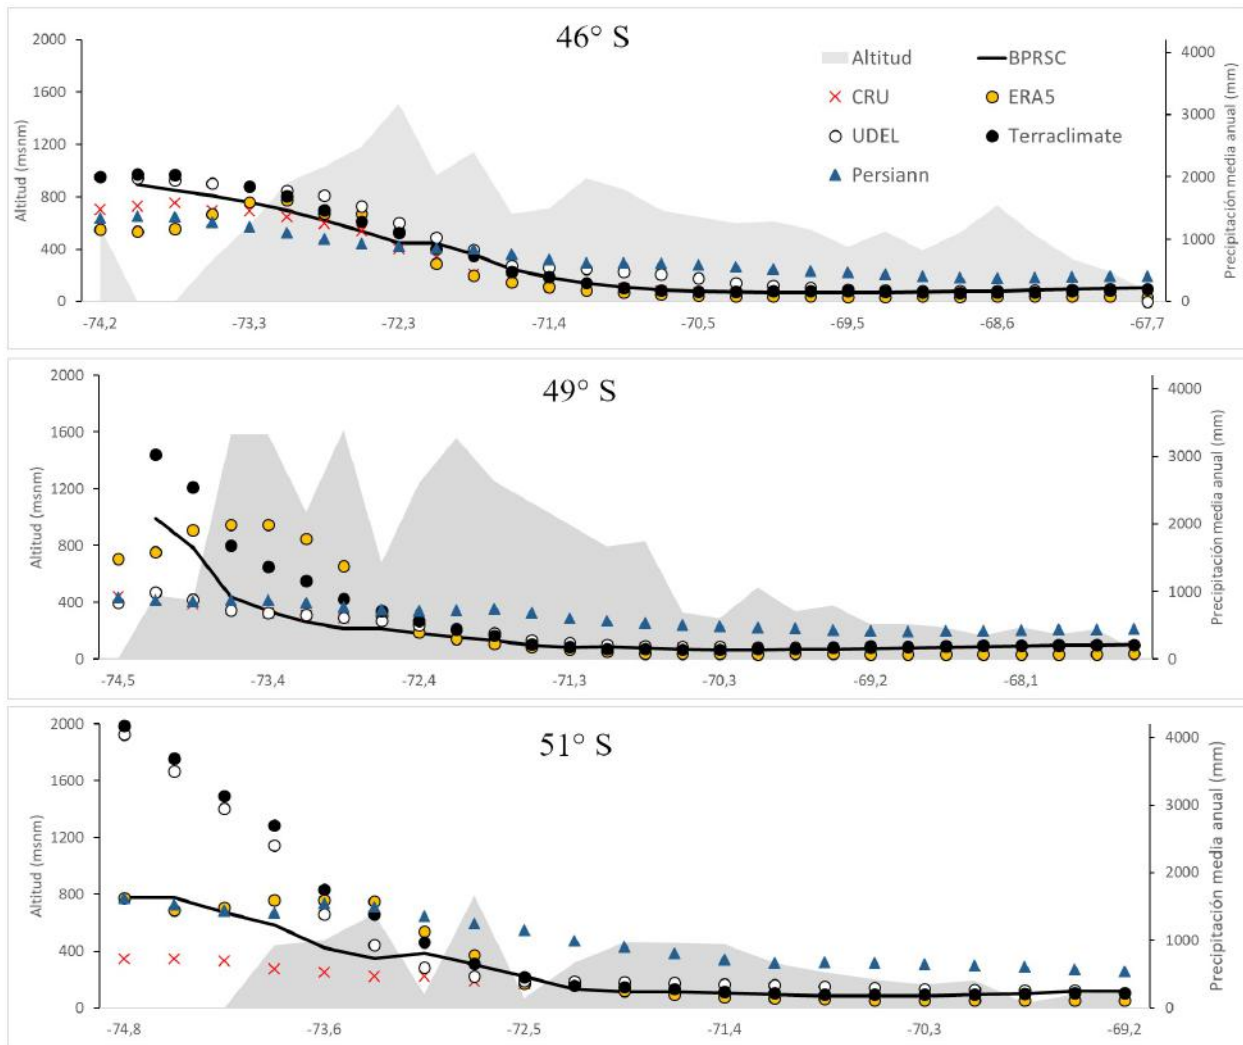 46° S
Altitud
BPRSC
CRU
ERA5
UDEL
Terraclimate
Persiann
Altitud (msnm)
2000
1600
1200
800
400
0
Precipitación media anual (mm)
4000
3000
2000
1000
0
-74,2 -73,3 -72,3 -71,4 -70,5 -69,5 -68,6 -67,7
49° S
Altitud (msnm)
2000
1600
1200
800
400
0
Precipitación media anual (mm)
4000
3000
2000
1000
0
-74,5 -73,4 -72,4 -71,3 -70,3 -69,2 -68,1
51° S
Altitud (msnm)
2000
1600
1200
800
400
0
Precipitación media anual (mm)
4000
3000
2000
1000
0
-74,8 -73,6 -72,5 -71,4 -70,3 -69,2